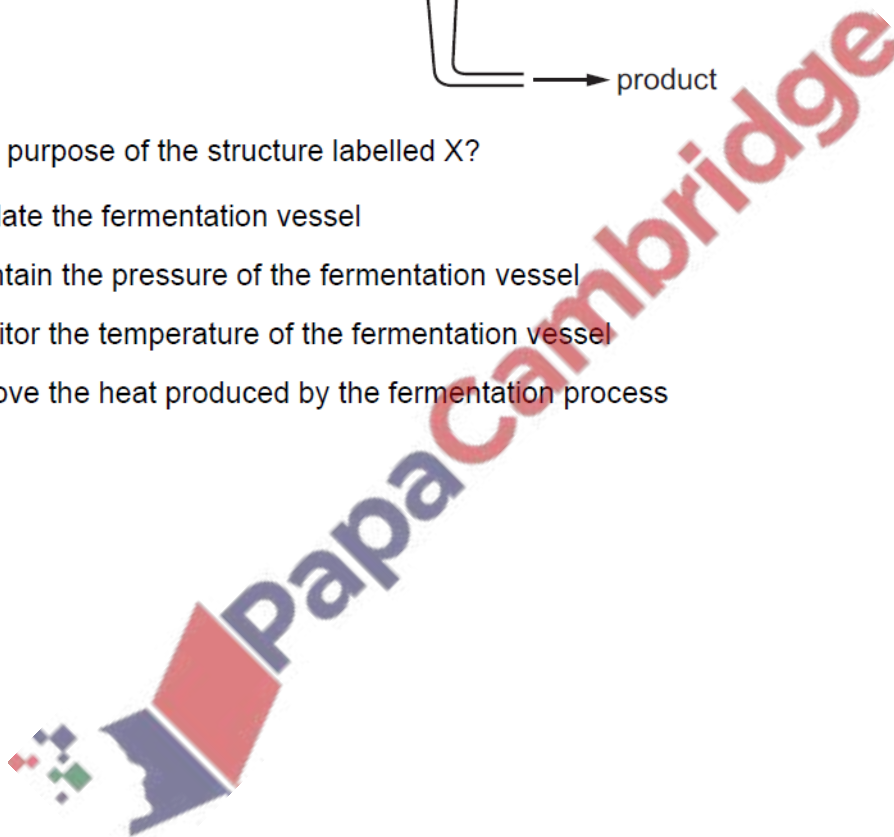 product
purpose of the structure labelled X?
late the fermentation vessel
ntain the pressure of the fermentation vessel
itor the temperature of the fermentation vessel
ove the heat produced by the fermentation process
PapaCambridge